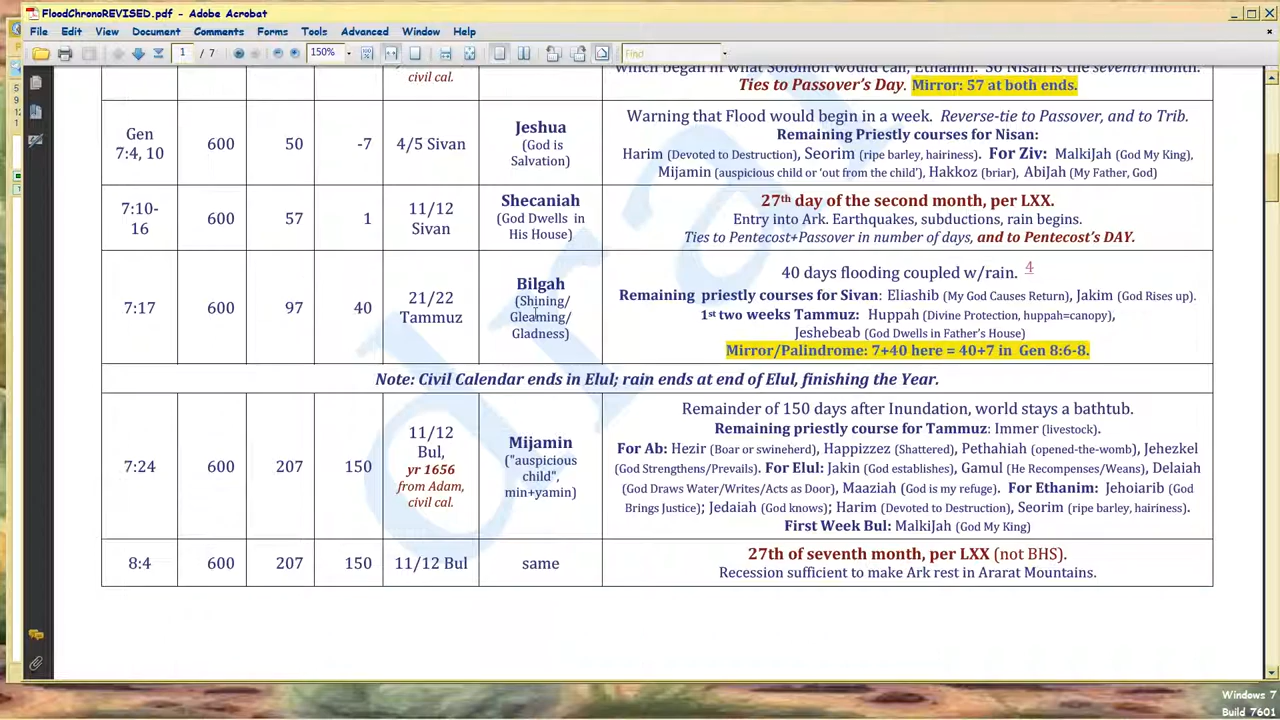 FloodChronoREVISED.pdf - Adobe Acrobat
File Edit View Document Comments Forms Tools Advanced Window Help
1 / 7 150% Find
civil cal.
which began in what Solomon would call, Ethanim. So Nisan is the seventh month.
Ties to Passover's Day. Mirror: 57 at both ends.
Gen
7:4, 10
600
50
-7
4/5 Sivan
Jeshua
(God is
Salvation)
Warning that Flood would begin in a week. Reverse-tie to Passover, and to Trib.
Remaining Priestly courses for Nisan:
Harim (Devoted to Destruction), Seorim (ripe barley, hairiness). For Ziv: MalkiJah (God My King),
Mijamin (auspicious child or 'out from the child'), Hakkoz (briar), AbiJah (My Father, God)
7:10-
16
600
57
1
11/12
Sivan
Shecaniah
(God Dwells in
His House)
27th day of the second month, per LXX.
Entry into Ark. Earthquakes, subductions, rain begins.
Ties to Pentecost+Passover in number of days, and to Pentecost's DAY.
7:17
600
97
40
21/22
Tammuz
Bilgah
(Shining/
Gleaming/
Gladness)
40 days flooding coupled w/rain. 4
Remaining priestly courses for Sivan: Eliashib (My God Causes Return), Jakim (God Rises up).
1st two weeks Tammuz: Huppah (Divine Protection, huppah=canopy),
Jeshebeab (God Dwells in Father's House)
Mirror/Palindrome: 7+40 here = 40+7 in Gen 8:6-8.
Note: Civil Calendar ends in Elul; rain ends at end of Elul, finishing the Year.
7:24
600
207
150
11/12
Bul,
yr 1656
from Adam,
civil cal.
Mijamin
("auspicious
child",
min+yamin)
Remainder of 150 days after Inundation, world stays a bathtub.
Remaining priestly course for Tammuz: Immer (livestock).
For Ab: Hezir (Boar or swineherd), Happizzez (Shattered), Pethahiah (opened-the-womb), Jehezkel
(God Strengthens/Prevails). For Elul: Jakin (God establishes), Gamul (He Recompenses/Weans), Delaiah
(God Draws Water/Writes/Acts as Door), Maaziah (God is my refuge). For Ethanim: Jehoiarib (God
Brings Justice); Jedaiah (God knows); Harim (Devoted to Destruction), Seorim (ripe barley, hairiness).
First Week Bul: MalkiJah (God My King)
8:4
600
207
150
11/12 Bul
same
27th of seventh month, per LXX (not BHS).
Recession sufficient to make Ark rest in Ararat Mountains.
Windows 7
Build 7601